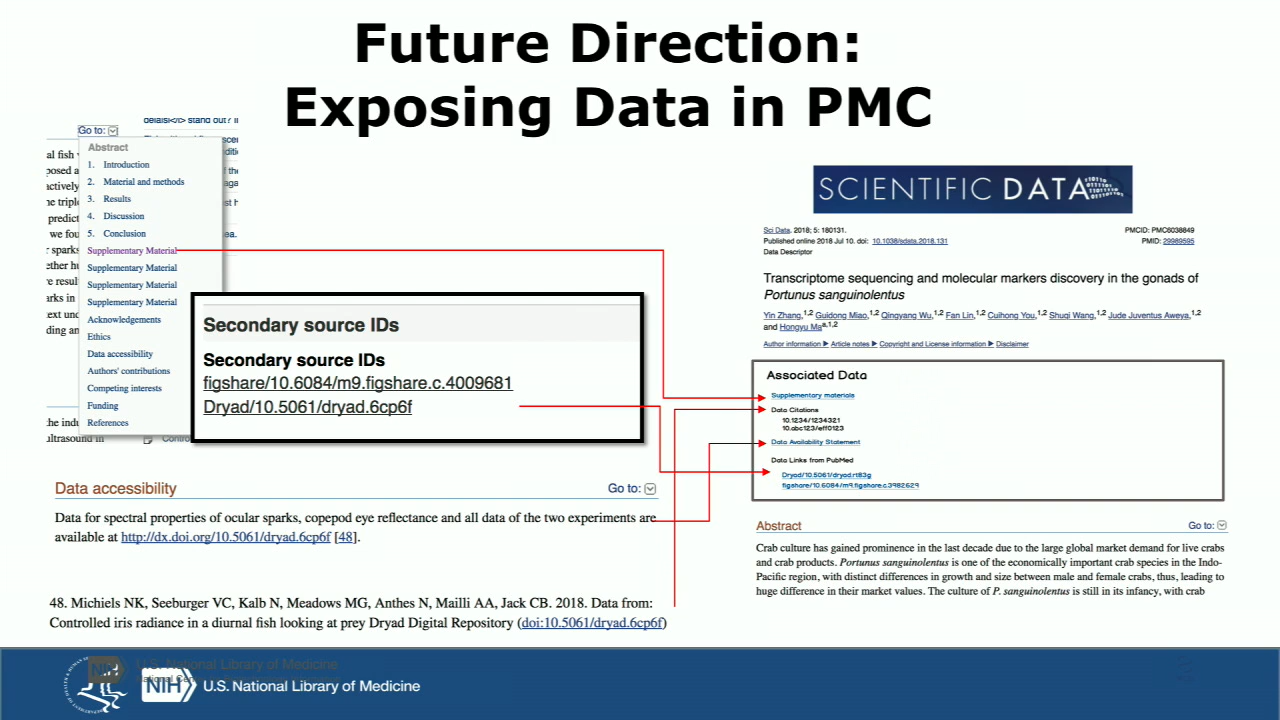 Future Direction:
Exposing Data in PMC
Go to:
Abstract
1. Introduction
2. Material and methods
3. Results
4. Discussion
5. Conclusion
Supplementary Material
Supplementary Material
Supplementary Material
Supplementary Material
Acknowledgements
Ethics
Data accessibility
Authors' contributions
Competing interests
Funding
References
Secondary source IDs
Secondary source IDs
figshare/10.6084/m9.figshare.c.4009681
Dryad/10.5061/dryad.6cp6f
Data accessibility
Go to:
Data for spectral properties of ocular sparks, copepod eye reflectance and all data of the two experiments are
available at http://dx.doi.org/10.5061/dryad.6cp6f [48].
48. Michiels NK, Seeburger VC, Kalb N, Meadows MG, Anthes N, Mailli AA, Jack CB. 2018. Data from:
Controlled iris radiance in a diurnal fish looking at prey Dryad Digital Repository (doi:10.5061/dryad.6cp6f)
SCIENTIFIC DATA
Sci Data. 2018; 5: 180131.
PMCID: PMC6038849
Published online 2018 Jul 10. doi: 10.1038/sdata.2018.131
PMID: 29989595
Data Descriptor
Transcriptome sequencing and molecular markers discovery in the gonads of
Portunus sanguinolentus
Yin Zhang,1,2 Guidong Miao,1,2 Qingyang Wu,1,2 Fan Lin,1,2 Cuihong You,1,2 Shuqi Wang,1,2 Jude Juventus Aweya,1,2
and Hongyu Maa,1,2
Author information ▶ Article notes ▶ Copyright and License information ▶ Disclaimer
Associated Data
Supplementary materials
Data Citations
10.1234/1234321
10.abc123/eff0123
Data Availability Statement
Data Links from PubMed
Dryad/10.5061/dryad.rt83g
figshare/10.6084/m9.figshare.c.3982629
Abstract
Go to:
Crab culture has gained prominence in the last decade due to the large global market demand for live crabs
and crab products. Portunus sanguinolentus is one of the economically important crab species in the Indo-
Pacific region, with distinct differences in growth and size between male and female crabs, thus, leading to
huge difference in their market values. The culture of P. sanguinolentus is still in its infancy, with crab
NIH
U.S. National Library of Medicine